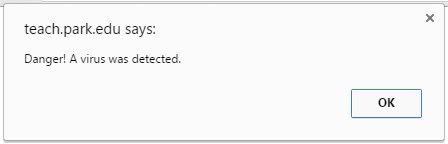 teach.park.edu says:
Danger! A virus was detected.
OK